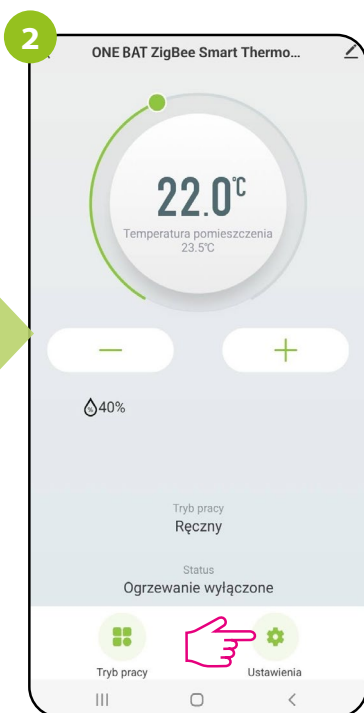 2
ONE BAT ZigBee Smart Thermo...
22.0°C
Temperatura pomieszczenia
23.5°C
%40%
Tryb pracy
Ręczny
Status
Ogrzewanie wyłączone
Tryb pracy Ustawienia